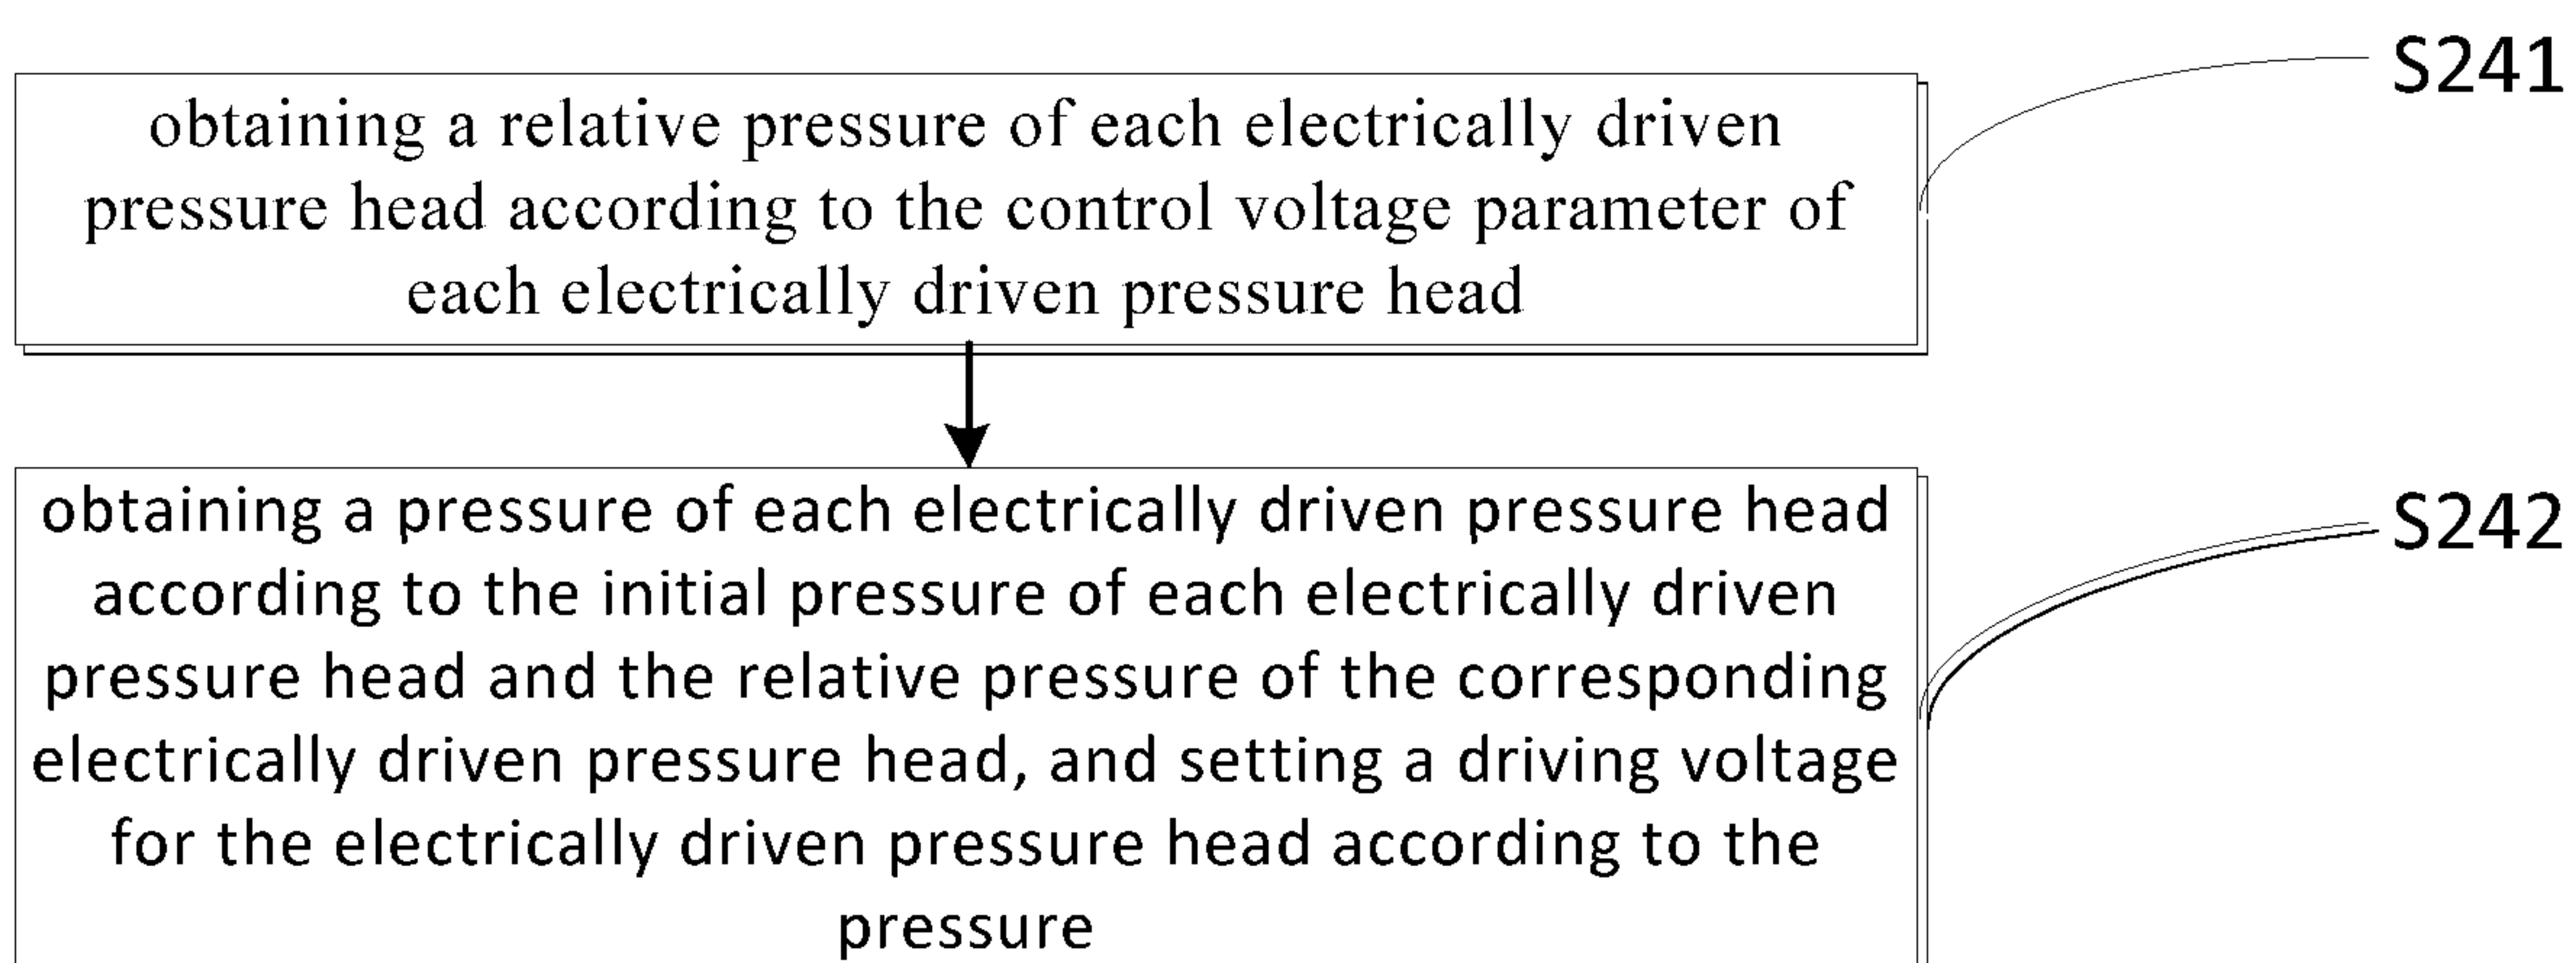 S241
obtaining a relative pressure of each electrically driven
pressure head according to the control voltage parameter of
each electrically driven pressure head
S242
obtaining a pressure of each electrically driven pressure head
according to the initial pressure of each electrically driven
pressure head and the relative pressure of the corresponding
electrically driven pressure head, and setting a driving voltage
for the electrically driven pressure head according to the
pressure